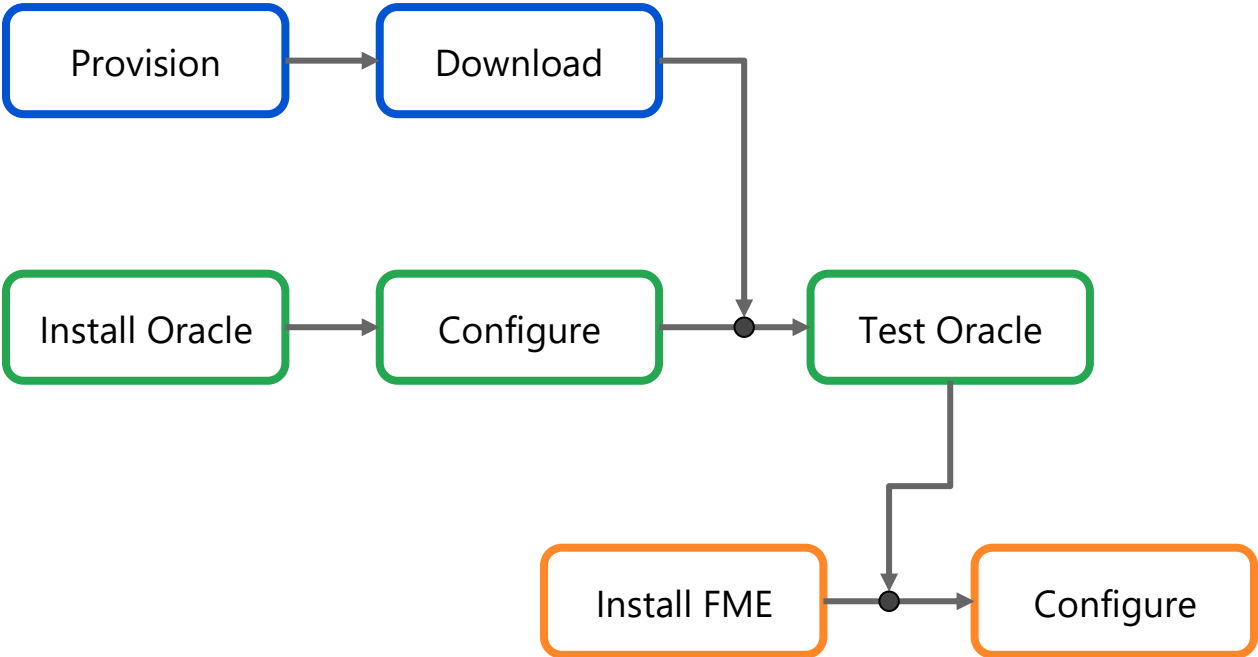 Provision
Download
Install Oracle
Configure
Test Oracle
Install FME
Configure